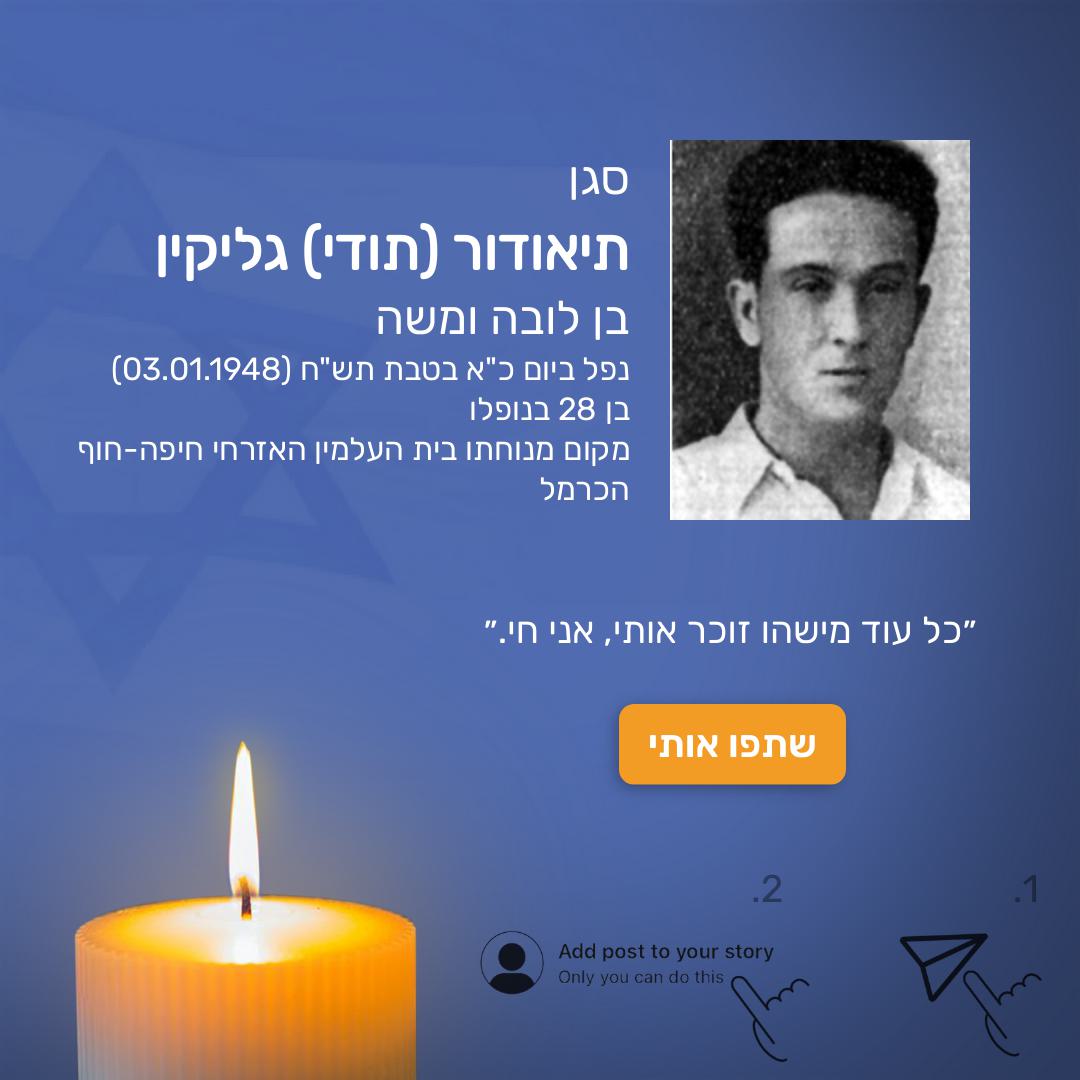 סגן
תיאודור (תודי) גליקין
בן לובה ומשה
נפל ביום כ"א בטבת תש"ח (03.01.1948)
בן 28 בנופלו
מקום מנוחתו בית העלמין האזרחי חיפה-חוף
הכרמל
״כל עוד מישהו זוכר אותי, אני חי.״
שתפו אותי
1.
2.
Add post to your story
Only you can do this